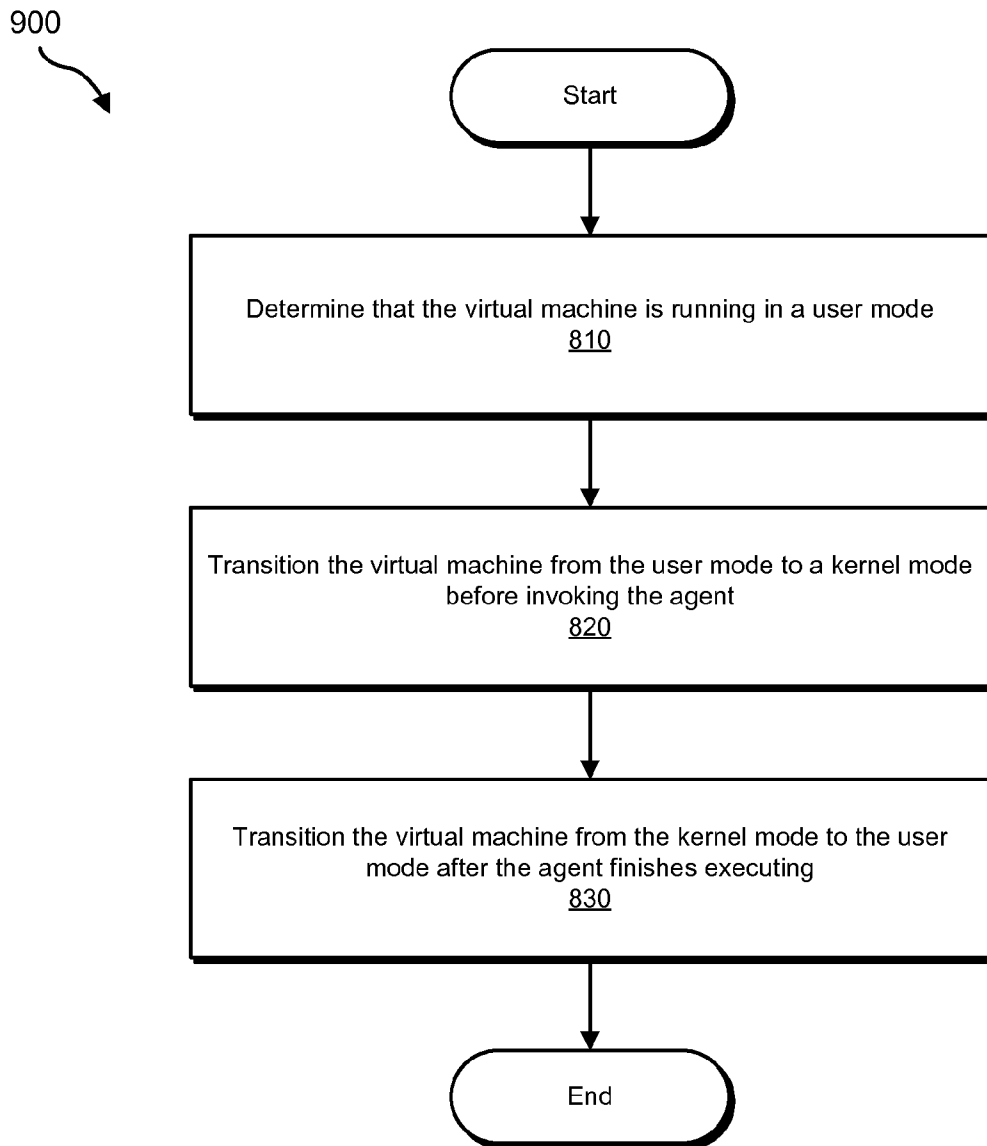 900
Start
Determine that the virtual machine is running in a user mode
810
Transition the virtual machine from the user mode to a kernel mode
before invoking the agent
820
Transition the virtual machine from the kernel mode to the user
mode after the agent finishes executing
830
End